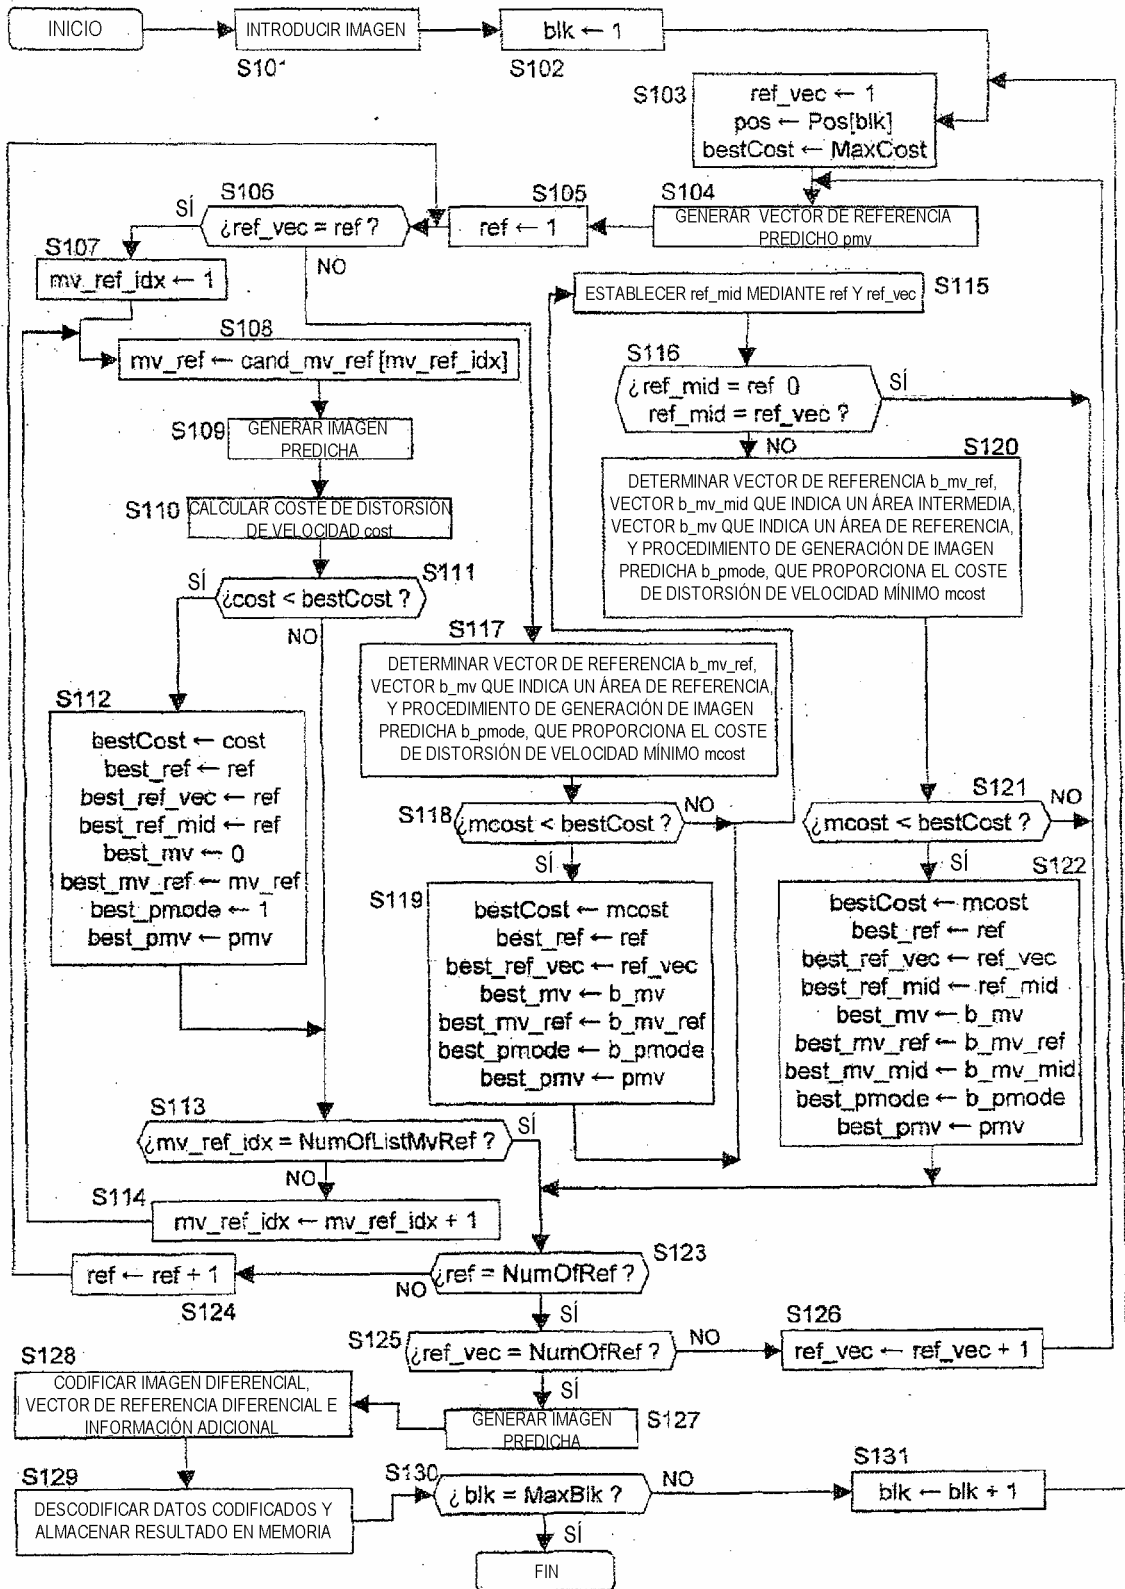 INICIO
INTRODUCIR IMAGEN
S101
blk ← 1
S102
S103
ref_vec ← 1
pos ← Pos[blk]
bestCost ← MaxCost
S104
GENERAR VECTOR DE REFERENCIA
PREDICHO pmv
S105
ref ← 1
S106
¿ref_vec = ref ?
SÍ
NO
S107
mv_ref_idx ← 1
S108
mv_ref ← cand_mv_ref [mv_ref_idx]
S109
GENERAR IMAGEN
PREDICHA
S110
CALCULAR COSTE DE DISTORSIÓN
DE VELOCIDAD cost
S111
¿cost < bestCost ?
SÍ
NO
S112
bestCost ← cost
best_ref ← ref
best_ref_vec ← ref
best_ref_mid ← ref
best_mv ← 0
best_mv_ref ← mv_ref
best_pmode ← 1
best_pmv ← pmv
S113
¿mv_ref_idx = NumOfListMvRef ?
SÍ
NO
S114
mv_ref_idx ← mv_ref_idx + 1
S115
ESTABLECER ref_mid MEDIANTE ref Y ref_vec
S116
¿ref_mid = ref 0
ref_mid = ref_vec ?
SÍ
NO
S117
DETERMINAR VECTOR DE REFERENCIA b_mv_ref,
VECTOR b_mv QUE INDICA UN ÁREA DE REFERENCIA,
Y PROCEDIMIENTO DE GENERACIÓN DE IMAGEN
PREDICHA b_pmode, QUE PROPORCIONA EL COSTE
DE DISTORSIÓN DE VELOCIDAD MÍNIMO mcost
S118
¿mcost < bestCost ?
NO
SÍ
S119
bestCost ← mcost
best_ref ← ref
best_ref_vec ← ref_vec
best_mv ← b_mv
best_mv_ref ← b_mv_ref
best_pmode ← b_pmode
best_pmv ← pmv
S120
DETERMINAR VECTOR DE REFERENCIA b_mv_ref,
VECTOR b_mv_mid QUE INDICA UN ÁREA INTERMEDIA,
VECTOR b_mv QUE INDICA UN ÁREA DE REFERENCIA,
Y PROCEDIMIENTO DE GENERACIÓN DE IMAGEN
PREDICHA b_pmode, QUE PROPORCIONA EL COSTE
DE DISTORSIÓN DE VELOCIDAD MÍNIMO mcost
S121
¿mcost < bestCost ?
NO
SÍ
S122
bestCost ← mcost
best_ref ← ref
best_ref_vec ← ref_vec
best_ref_mid ← ref_mid
best_mv ← b_mv
best_mv_ref ← b_mv_ref
best_mv_mid ← b_mv_mid
best_pmode ← b_pmode
best_pmv ← pmv
S123
¿ref = NumOfRef ?
NO
SÍ
ref ← ref + 1
S124
S125
¿ref_vec = NumOfRef ?
NO
SÍ
S126
ref_vec ← ref_vec + 1
S127
GENERAR IMAGEN
PREDICHA
S128
CODIFICAR IMAGEN DIFERENCIAL,
VECTOR DE REFERENCIA DIFERENCIAL E
INFORMACIÓN ADICIONAL
S129
DESCODIFICAR DATOS CODIFICADOS Y
ALMACENAR RESULTADO EN MEMORIA
S130
¿ blk = MaxBlk ?
NO
SÍ
S131
blk ← blk + 1
FIN